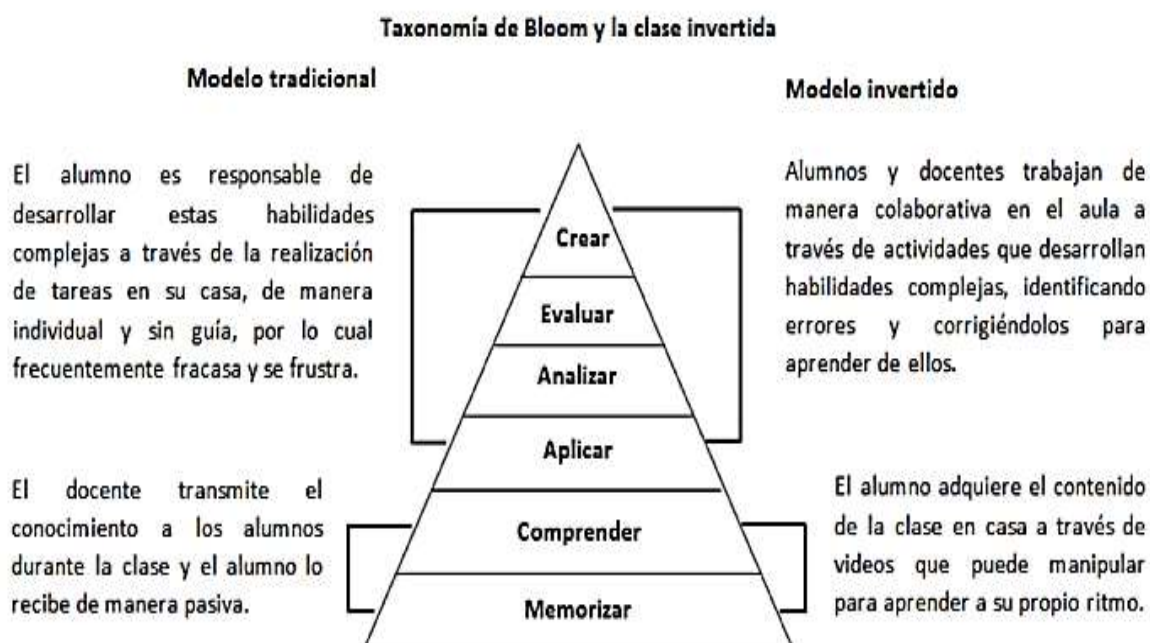 Taxonomía de Bloom y la clase invertida
Modelo tradicional
Modelo invertido
El alumno es responsable de
desarrollar estas habilidades
complejas a través de la realización
de tareas en su casa, de manera
individual y sin guía, por lo cual
frecuentemente fracasa y se frustra.
El docente transmite el
conocimiento a los alumnos
durante la clase y el alumno lo
recibe de manera pasiva.
Crear
Evaluar
Analizar
Aplicar
Comprender
Memorizar
Alumnos y docentes trabajan de
manera colaborativa en el aula a
través de actividades que desarrollan
habilidades complejas, identificando
errores y corrigiéndolos para
aprender de ellos.
El alumno adquiere el contenido
de la clase en casa a través de
videos que puede manipular
para aprender a su propio ritmo.